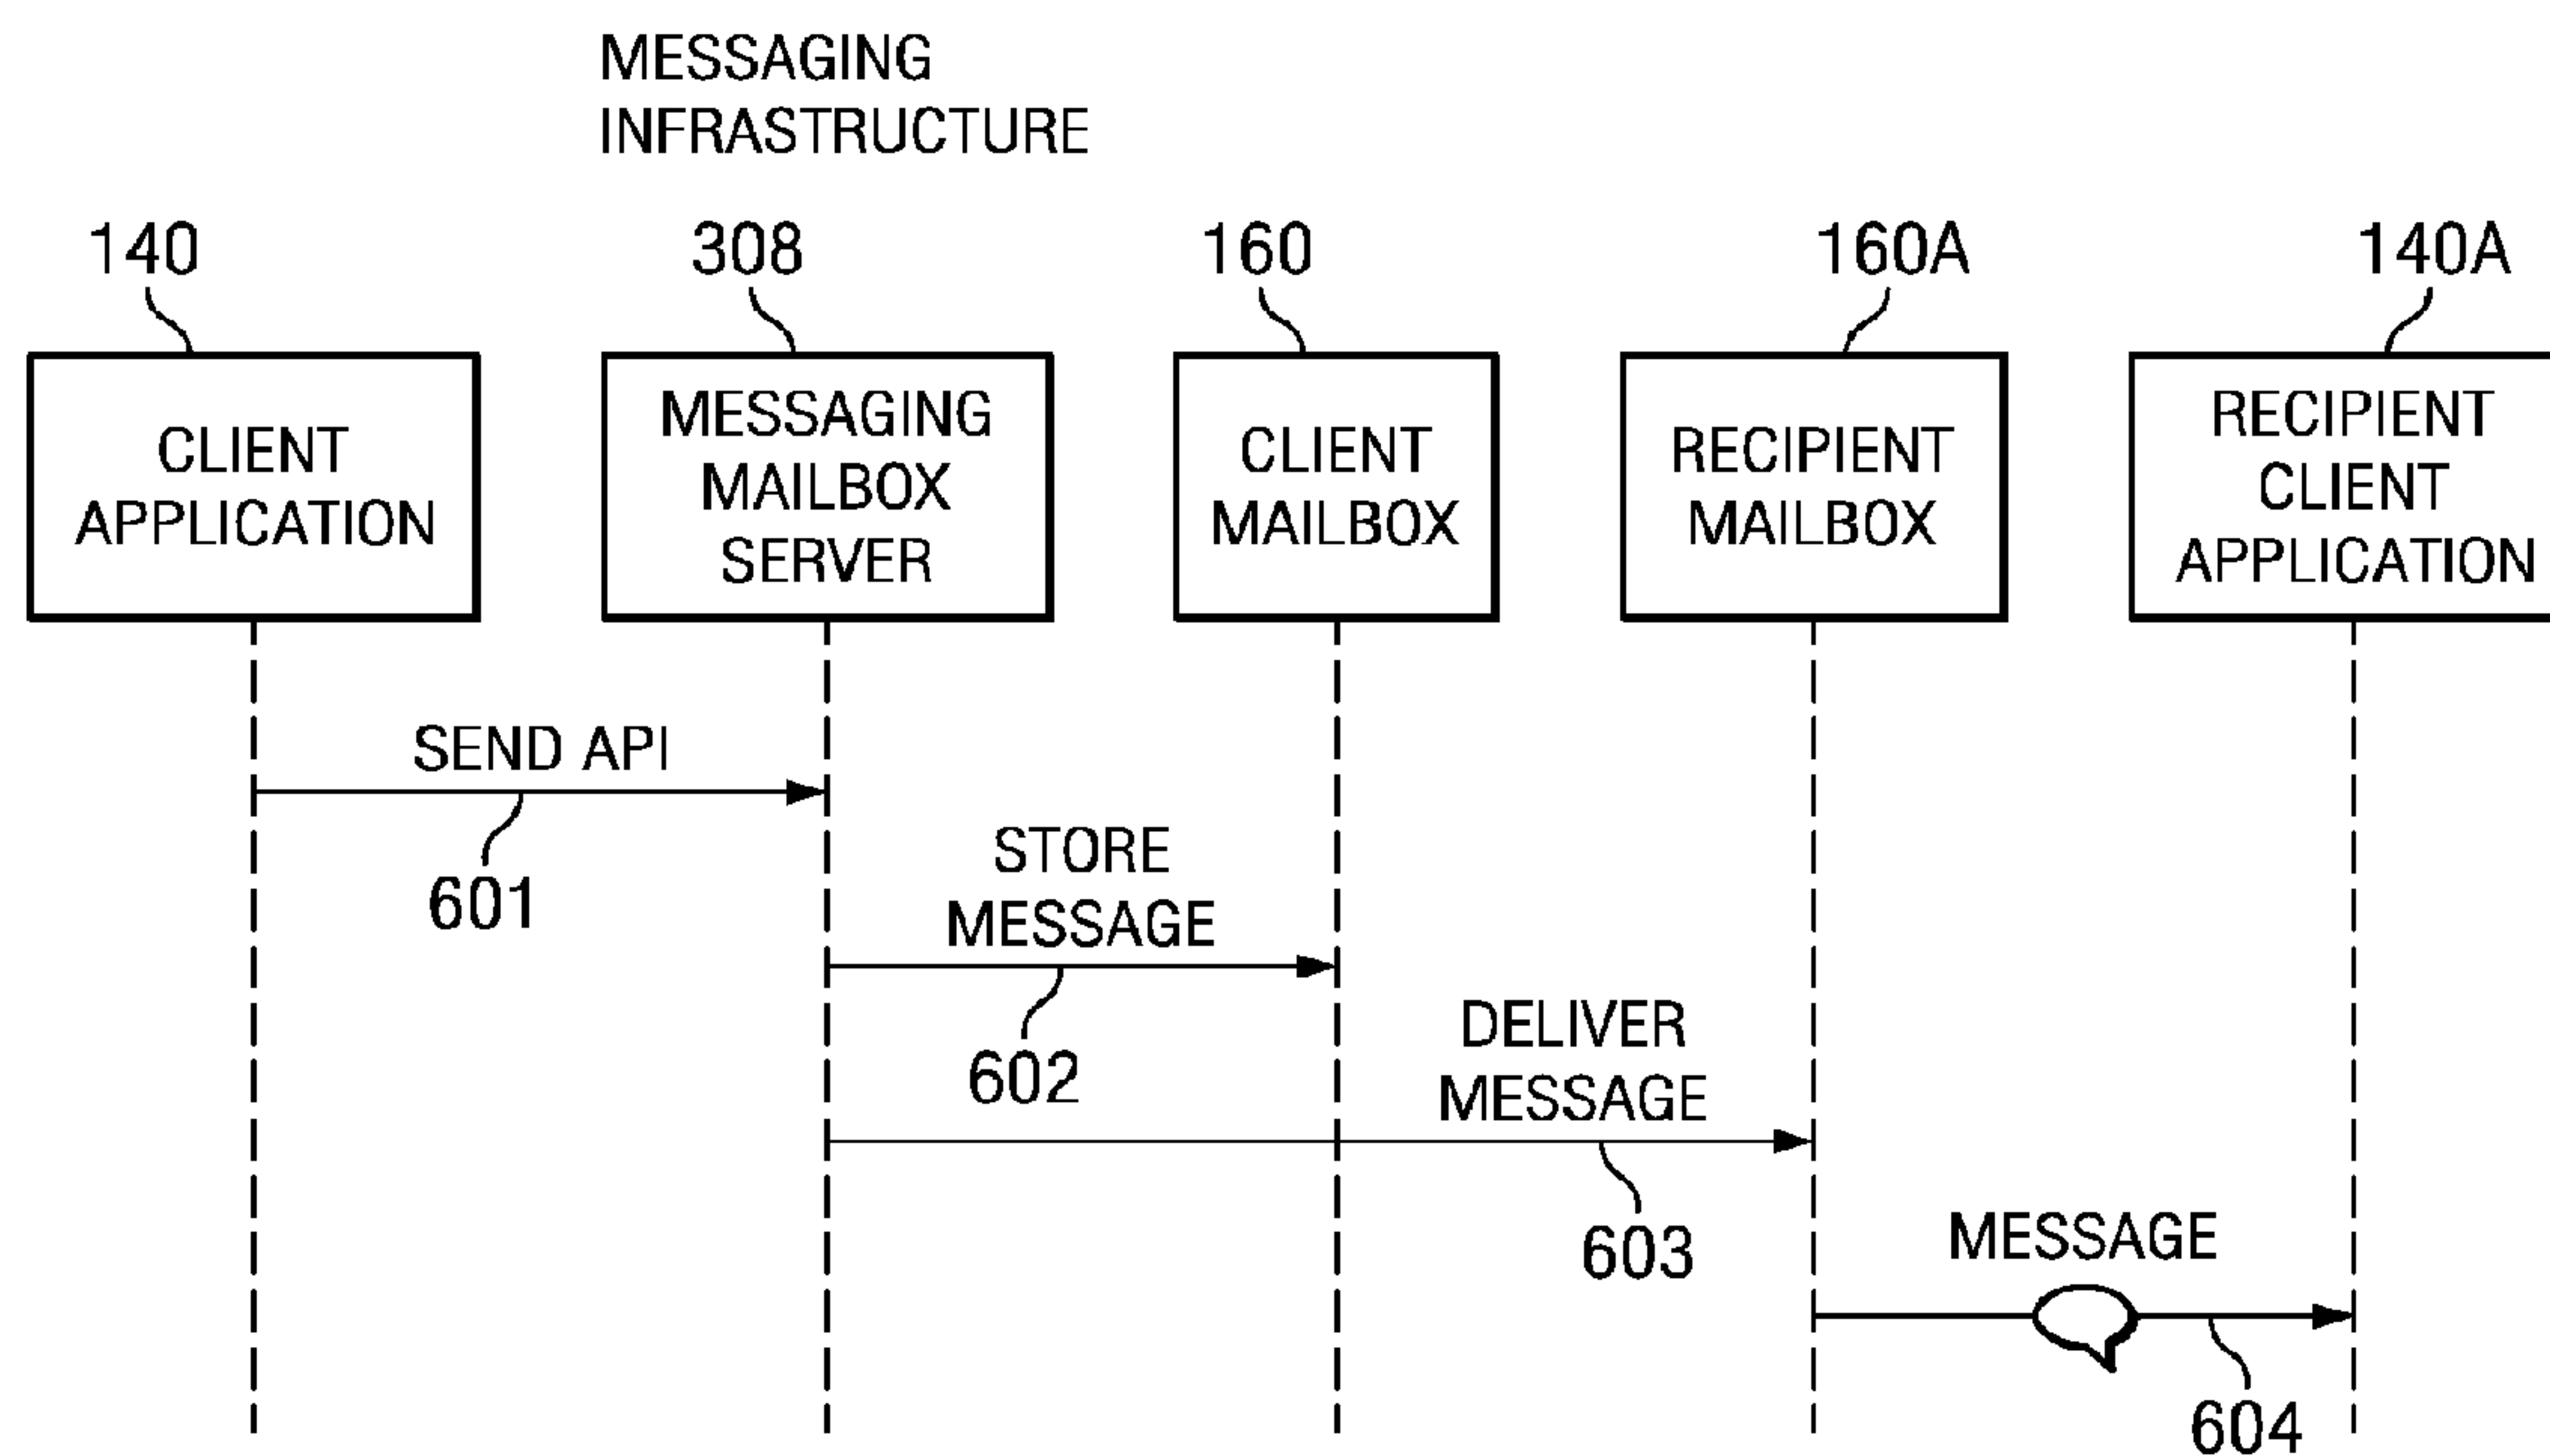 MESSAGING
INFRASTRUCTURE
140
308
160
160A
140A
CLIENT
APPLICATION
MESSAGING
MAILBOX
SERVER
CLIENT
MAILBOX
RECIPIENT
MAILBOX
RECIPIENT
CLIENT
APPLICATION
SEND API
601
STORE
MESSAGE
602
DELIVER
MESSAGE
603
MESSAGE
604